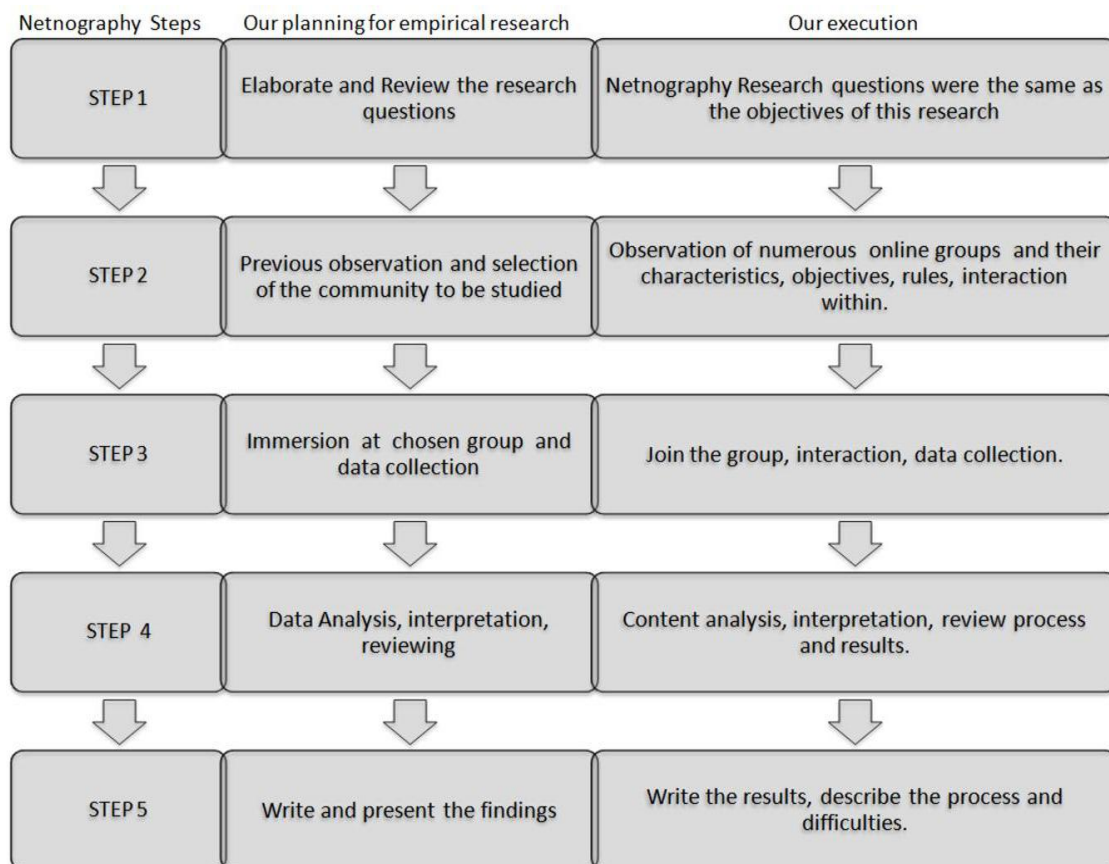 Netnography Steps
Our planning for empirical research
Our execution
STEP 1
Elaborate and Review the research
questions
Netnography Research questions were the same as
the objectives of this research
STEP 2
Previous observation and selection
of the community to be studied
Observation of numerous online groups and their
characteristics, objectives, rules, interaction
within.
STEP 3
Immersion at chosen group and
data collection
Join the group, interaction, data collection.
STEP 4
Data Analysis, interpretation,
reviewing
Content analysis, interpretation, review process
and results.
STEP 5
Write and present the findings
Write the results, describe the process and
difficulties.